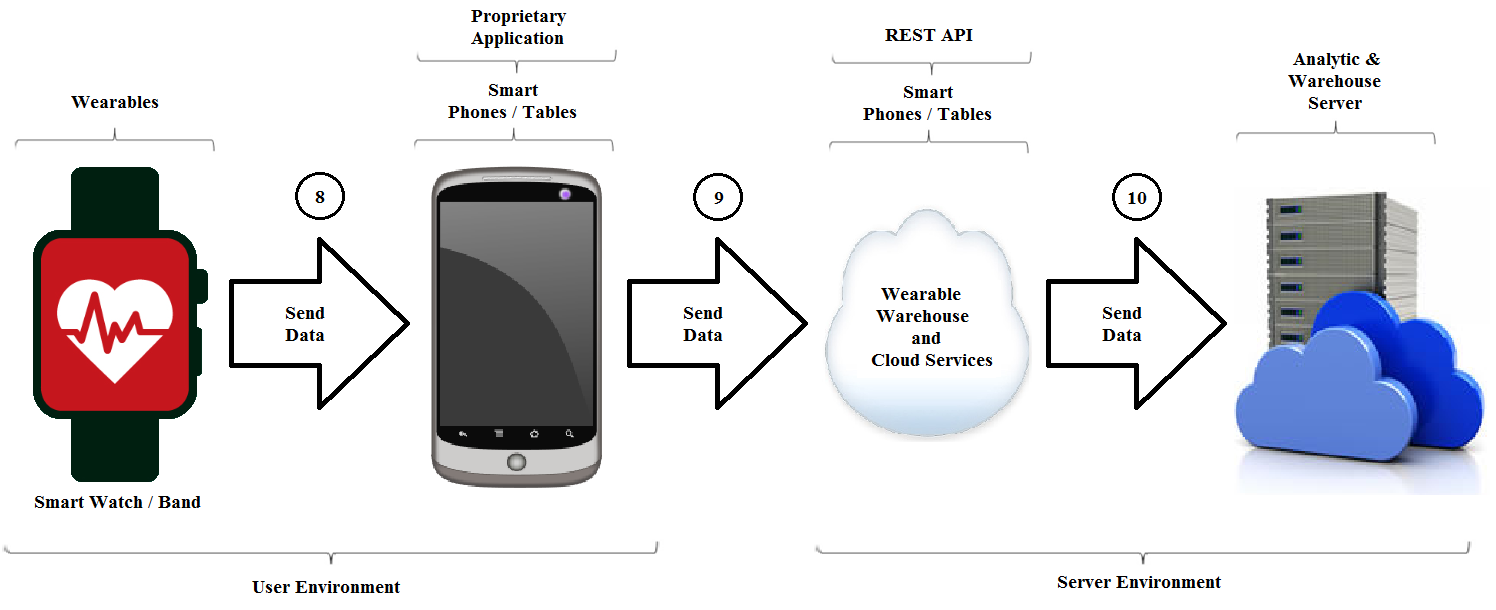 Proprietary
Application
REST API
Analytic &
Warehouse
Server
Smart
Phones / Tables
Smart
Phones / Tables
Wearables
8
9
10
Send
Data
Send
Data
Wearable
Warehouse
and
Cloud Services
Send
Data
Smart Watch / Band
User Environment
Server Environment